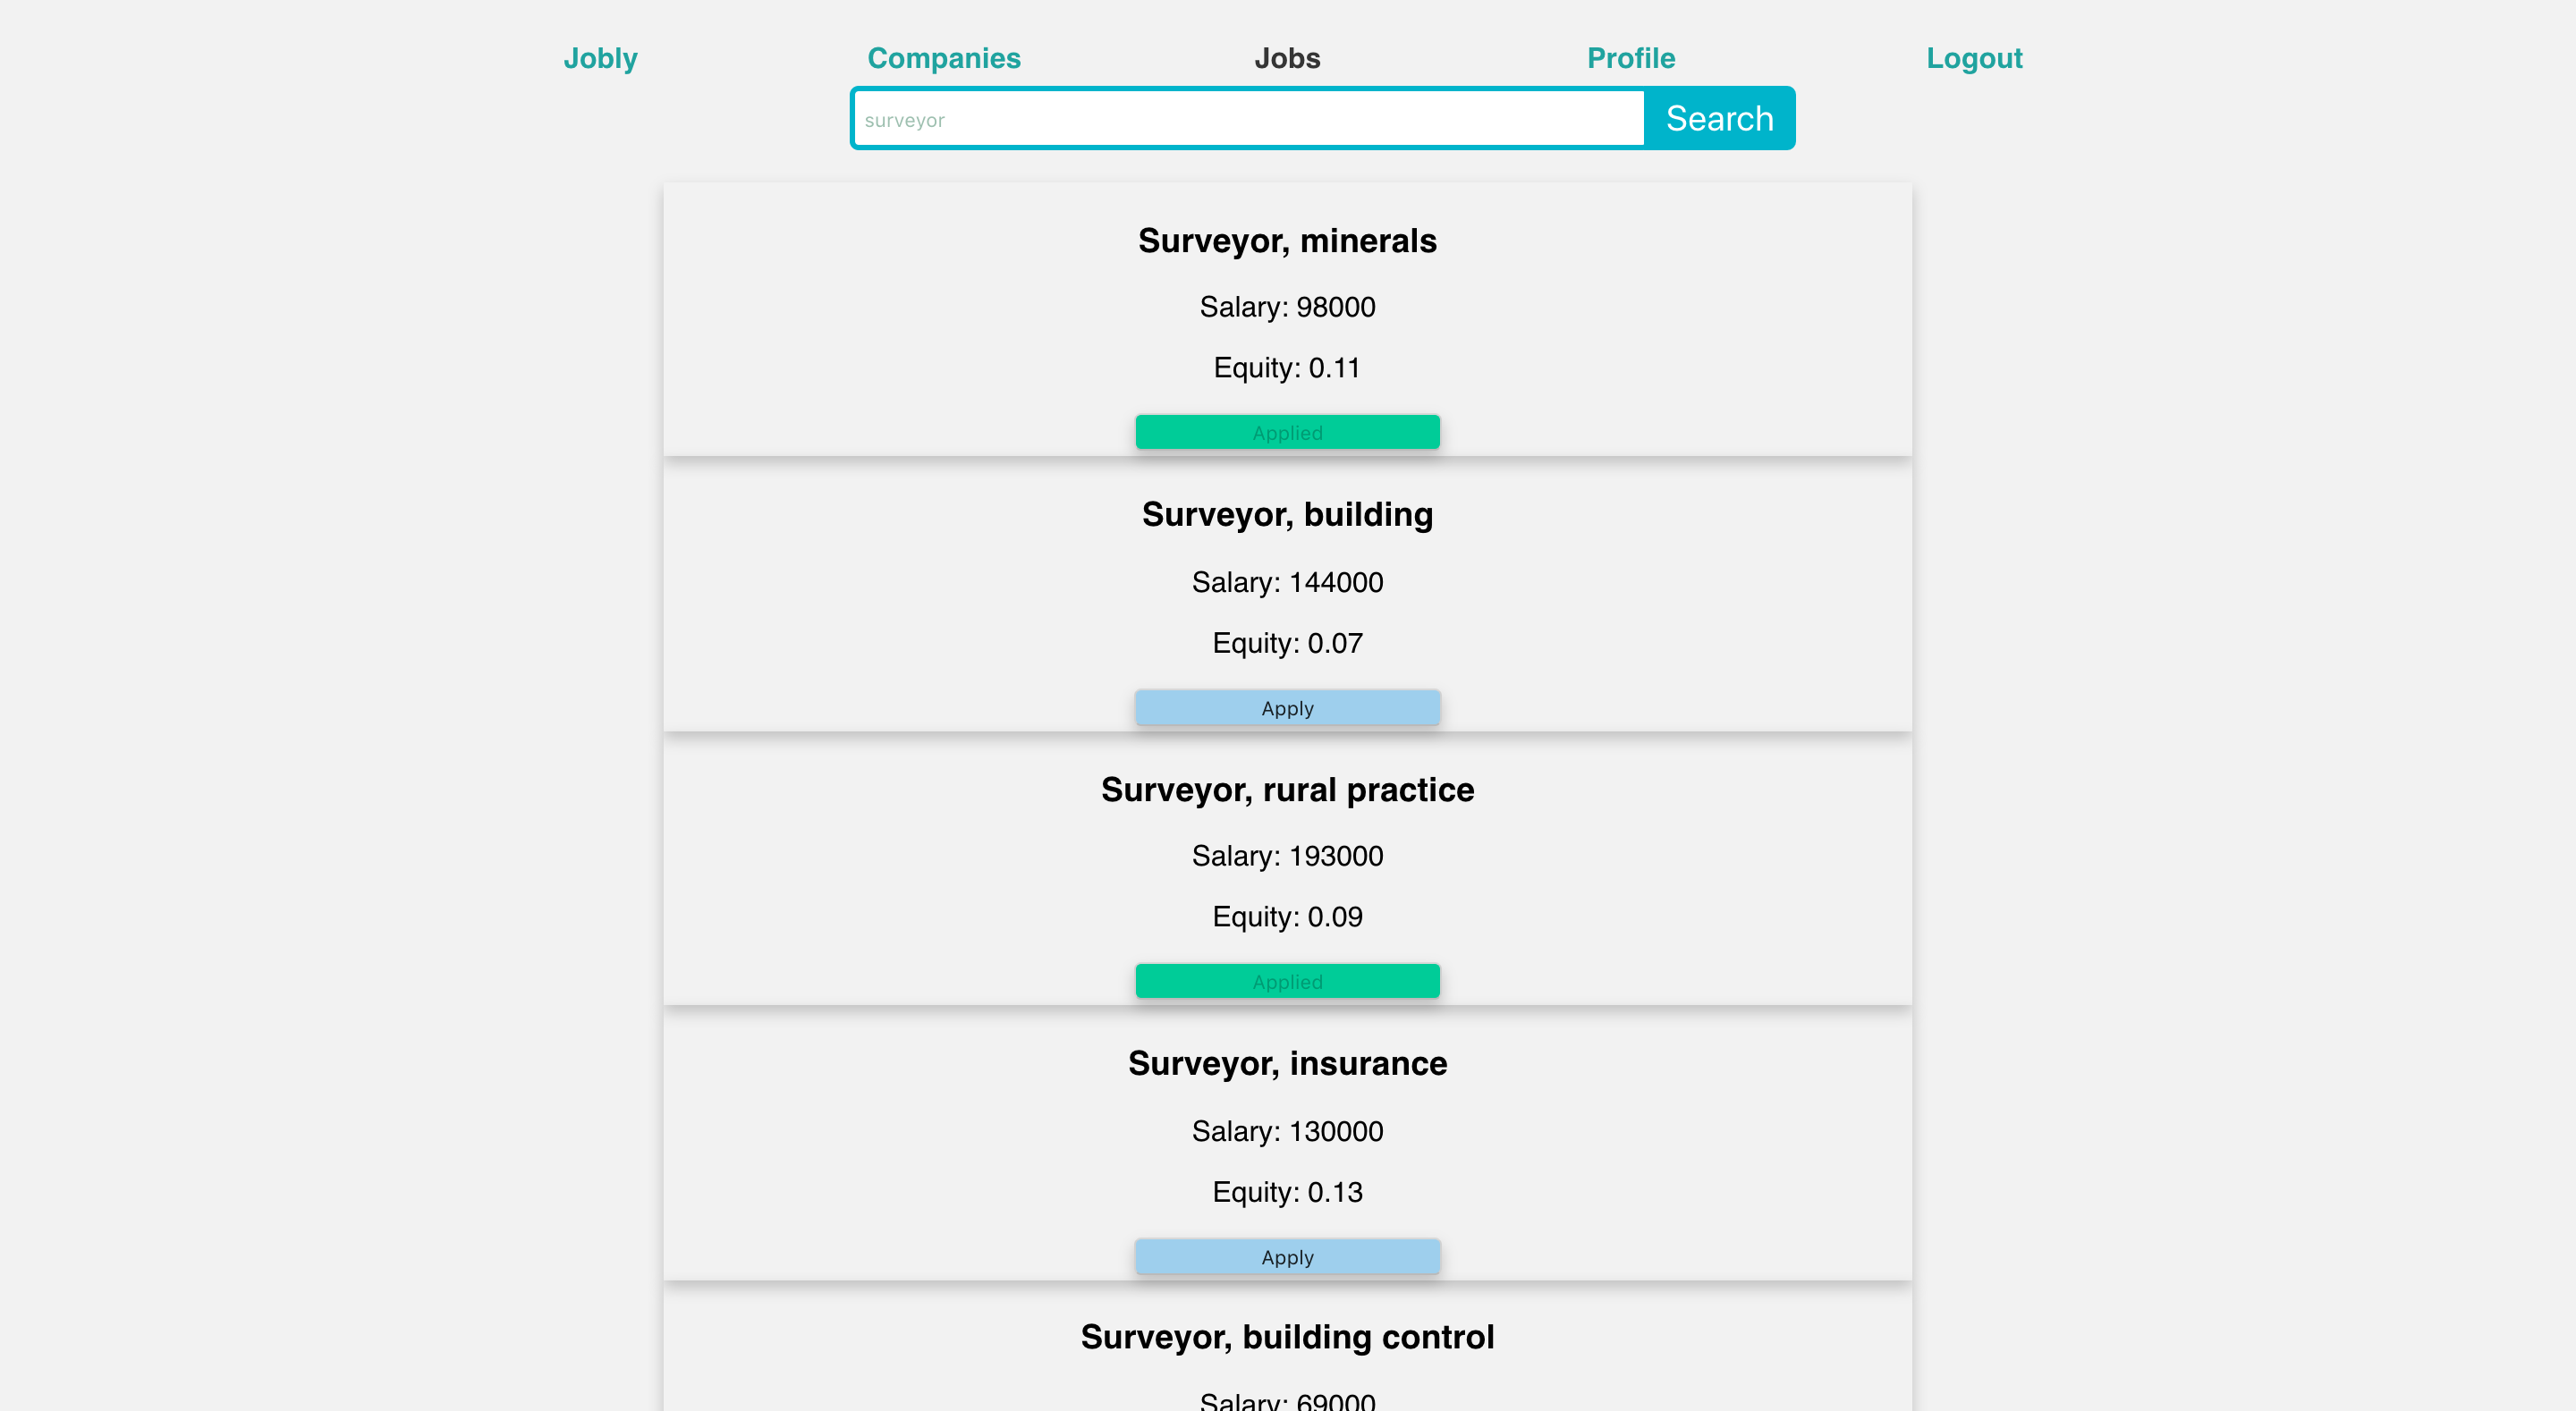 Jobly Companies Jobs Profile Logout
surveyor Search
Surveyor, minerals
Salary: 98000
Equity: 0.11
Applied
Surveyor, building
Salary: 144000
Equity: 0.07
Apply
Surveyor, rural practice
Salary: 193000
Equity: 0.09
Applied
Surveyor, insurance
Salary: 130000
Equity: 0.13
Apply
Surveyor, building control
Salary: 69000